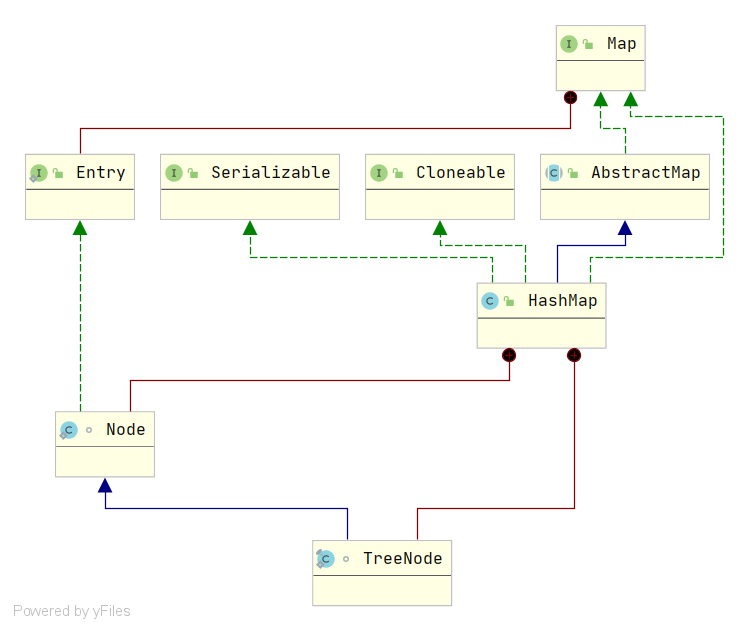 Map
Entry
Serializable
Cloneable
AbstractMap
HashMap
Node
TreeNode
Powered by yFiles